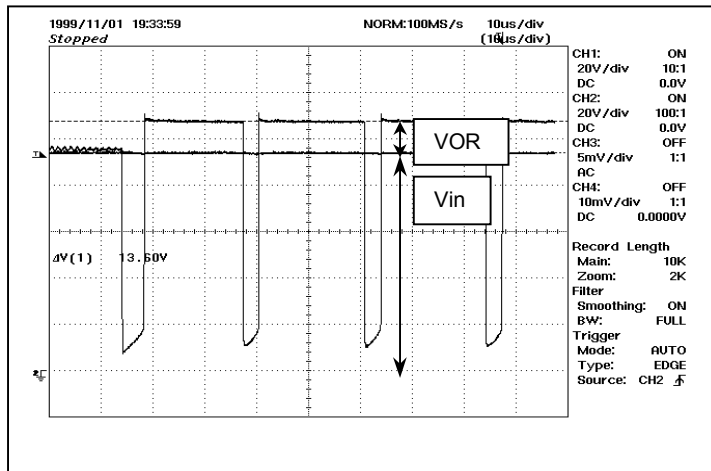 1999/11/01 19:33:59 NORM:100MS/s 10us/div
Stopped (10us/div)
CH1: ON
20V/div 10:1
DC 0.0V
CH2: ON
20V/div 100:1
DC 0.0V
CH3: OFF
5mV/div 1:1
AC
CH4: OFF
10mV/div 1:1
DC 0.0000V
Record Length
Main: 10K
Zoom: 2K
Filter
Smoothing: ON
BW: FULL
Trigger
Mode: AUTO
Type: EDGE
Source: CH2
VOR
Vin
ΔV(1) 13.60V